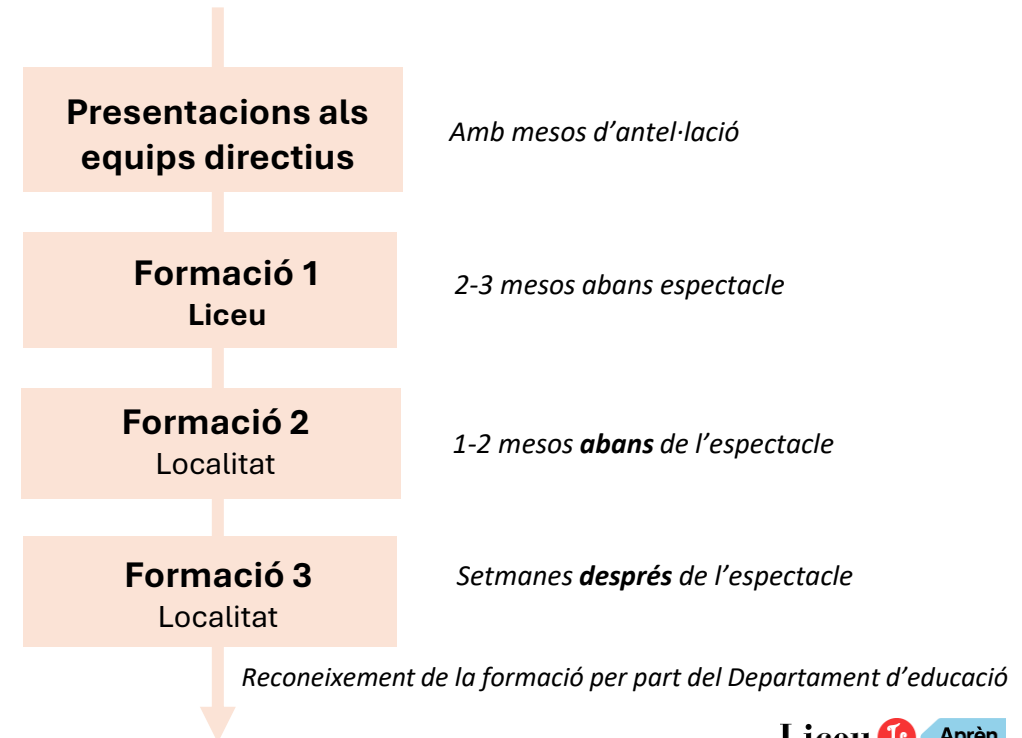 Presentacions als
equips directius
Amb mesos d'antel·lació
Formació 1
Liceu
2-3 mesos abans espectacle
Formació 2
Localitat
1-2 mesos abans de l'espectacle
Formació 3
Localitat
Setmanes després de l'espectacle
Reconeixement de la formació per part del Departament d'educació
Liceu Aprèn